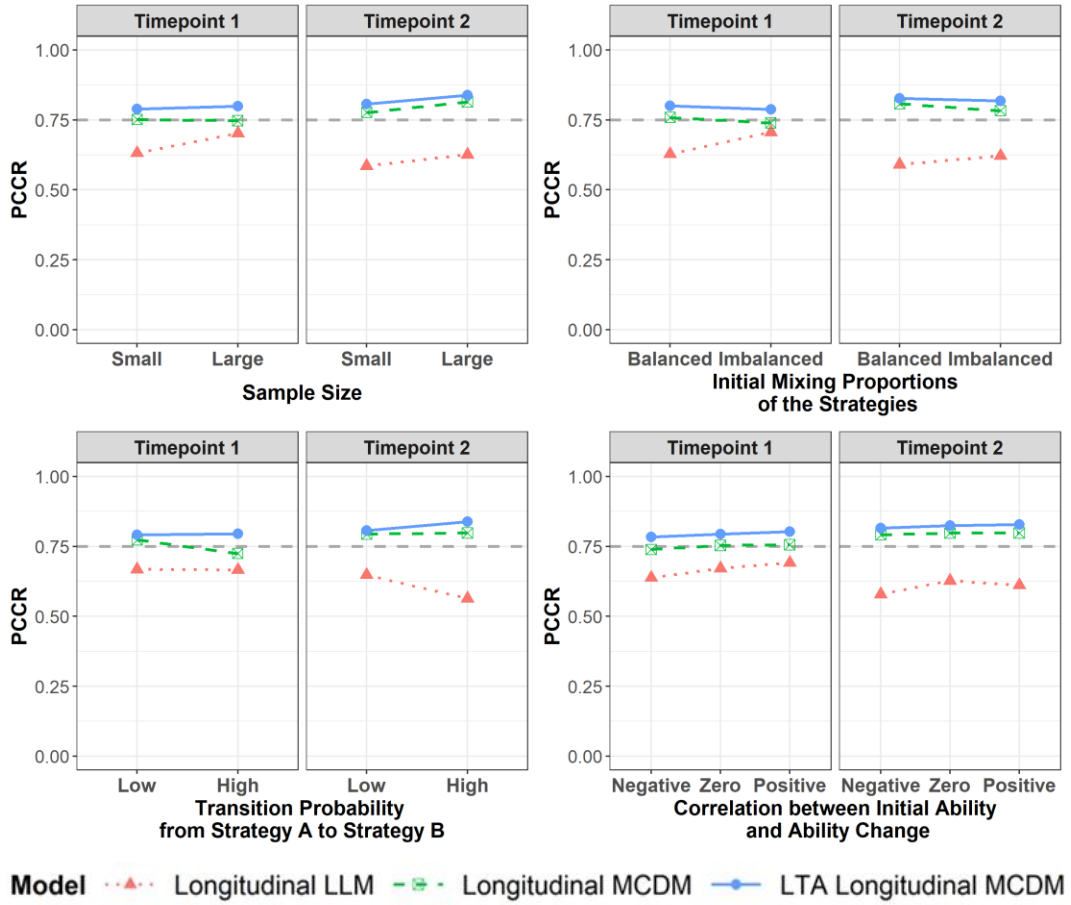 Timepoint 1 Timepoint 2
1.00
0.75
0.50
0.25
0.00
PCCR
Small Large Small Large
Sample Size
Timepoint 1 Timepoint 2
1.00
0.75
0.50
0.25
0.00
PCCR
Balanced Imbalanced Balanced Imbalanced
Initial Mixing Proportions
of the Strategies
Timepoint 1 Timepoint 2
1.00
0.75
0.50
0.25
0.00
PCCR
Low High Low High
Transition Probability
from Strategy A to Strategy B
Timepoint 1 Timepoint 2
1.00
0.75
0.50
0.25
0.00
PCCR
Negative Zero Positive Negative Zero Positive
Correlation between Initial Ability
and Ability Change
Model Longitudinal LLM Longitudinal MCDM LTA Longitudinal MCDM